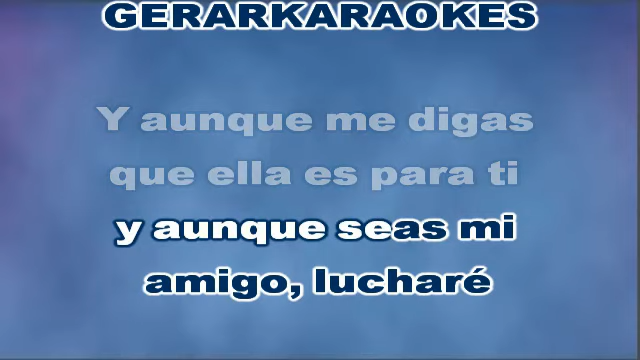 GERARKARAOKES
Y aunque me digas
que ella es para ti
y aunque seas mi
amigo, lucharé